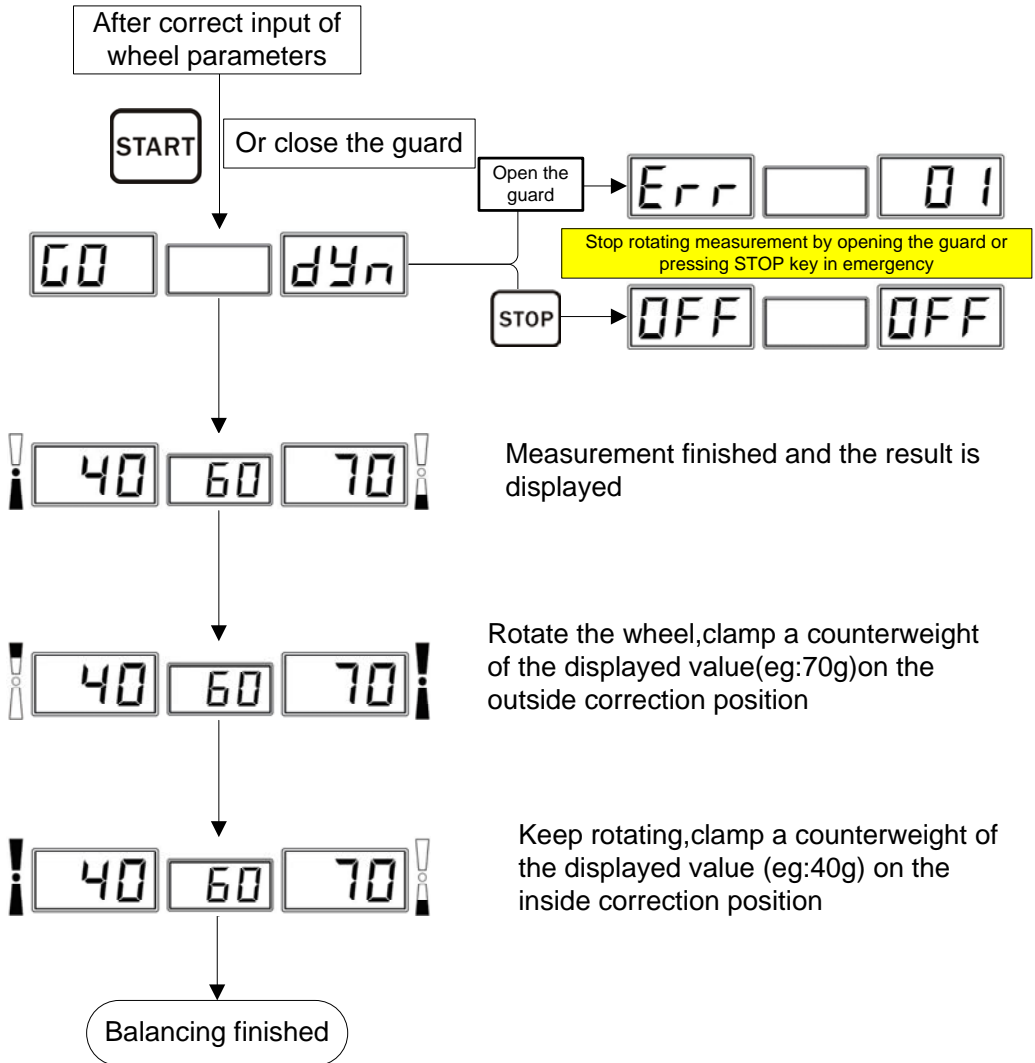 After correct input of
wheel parameters
START
Or close the guard
Open the
guard
Err 01
Stop rotating measurement by opening the guard or
pressing STOP key in emergency
GO dYn
STOP
OFF OFF
40 60 70
Measurement finished and the result is
displayed
40 60 70
Rotate the wheel,clamp a counterweight
of the displayed value(eg:70g)on the
outside correction position
40 60 70
Keep rotating,clamp a counterweight of
the displayed value (eg:40g) on the
inside correction position
Balancing finished